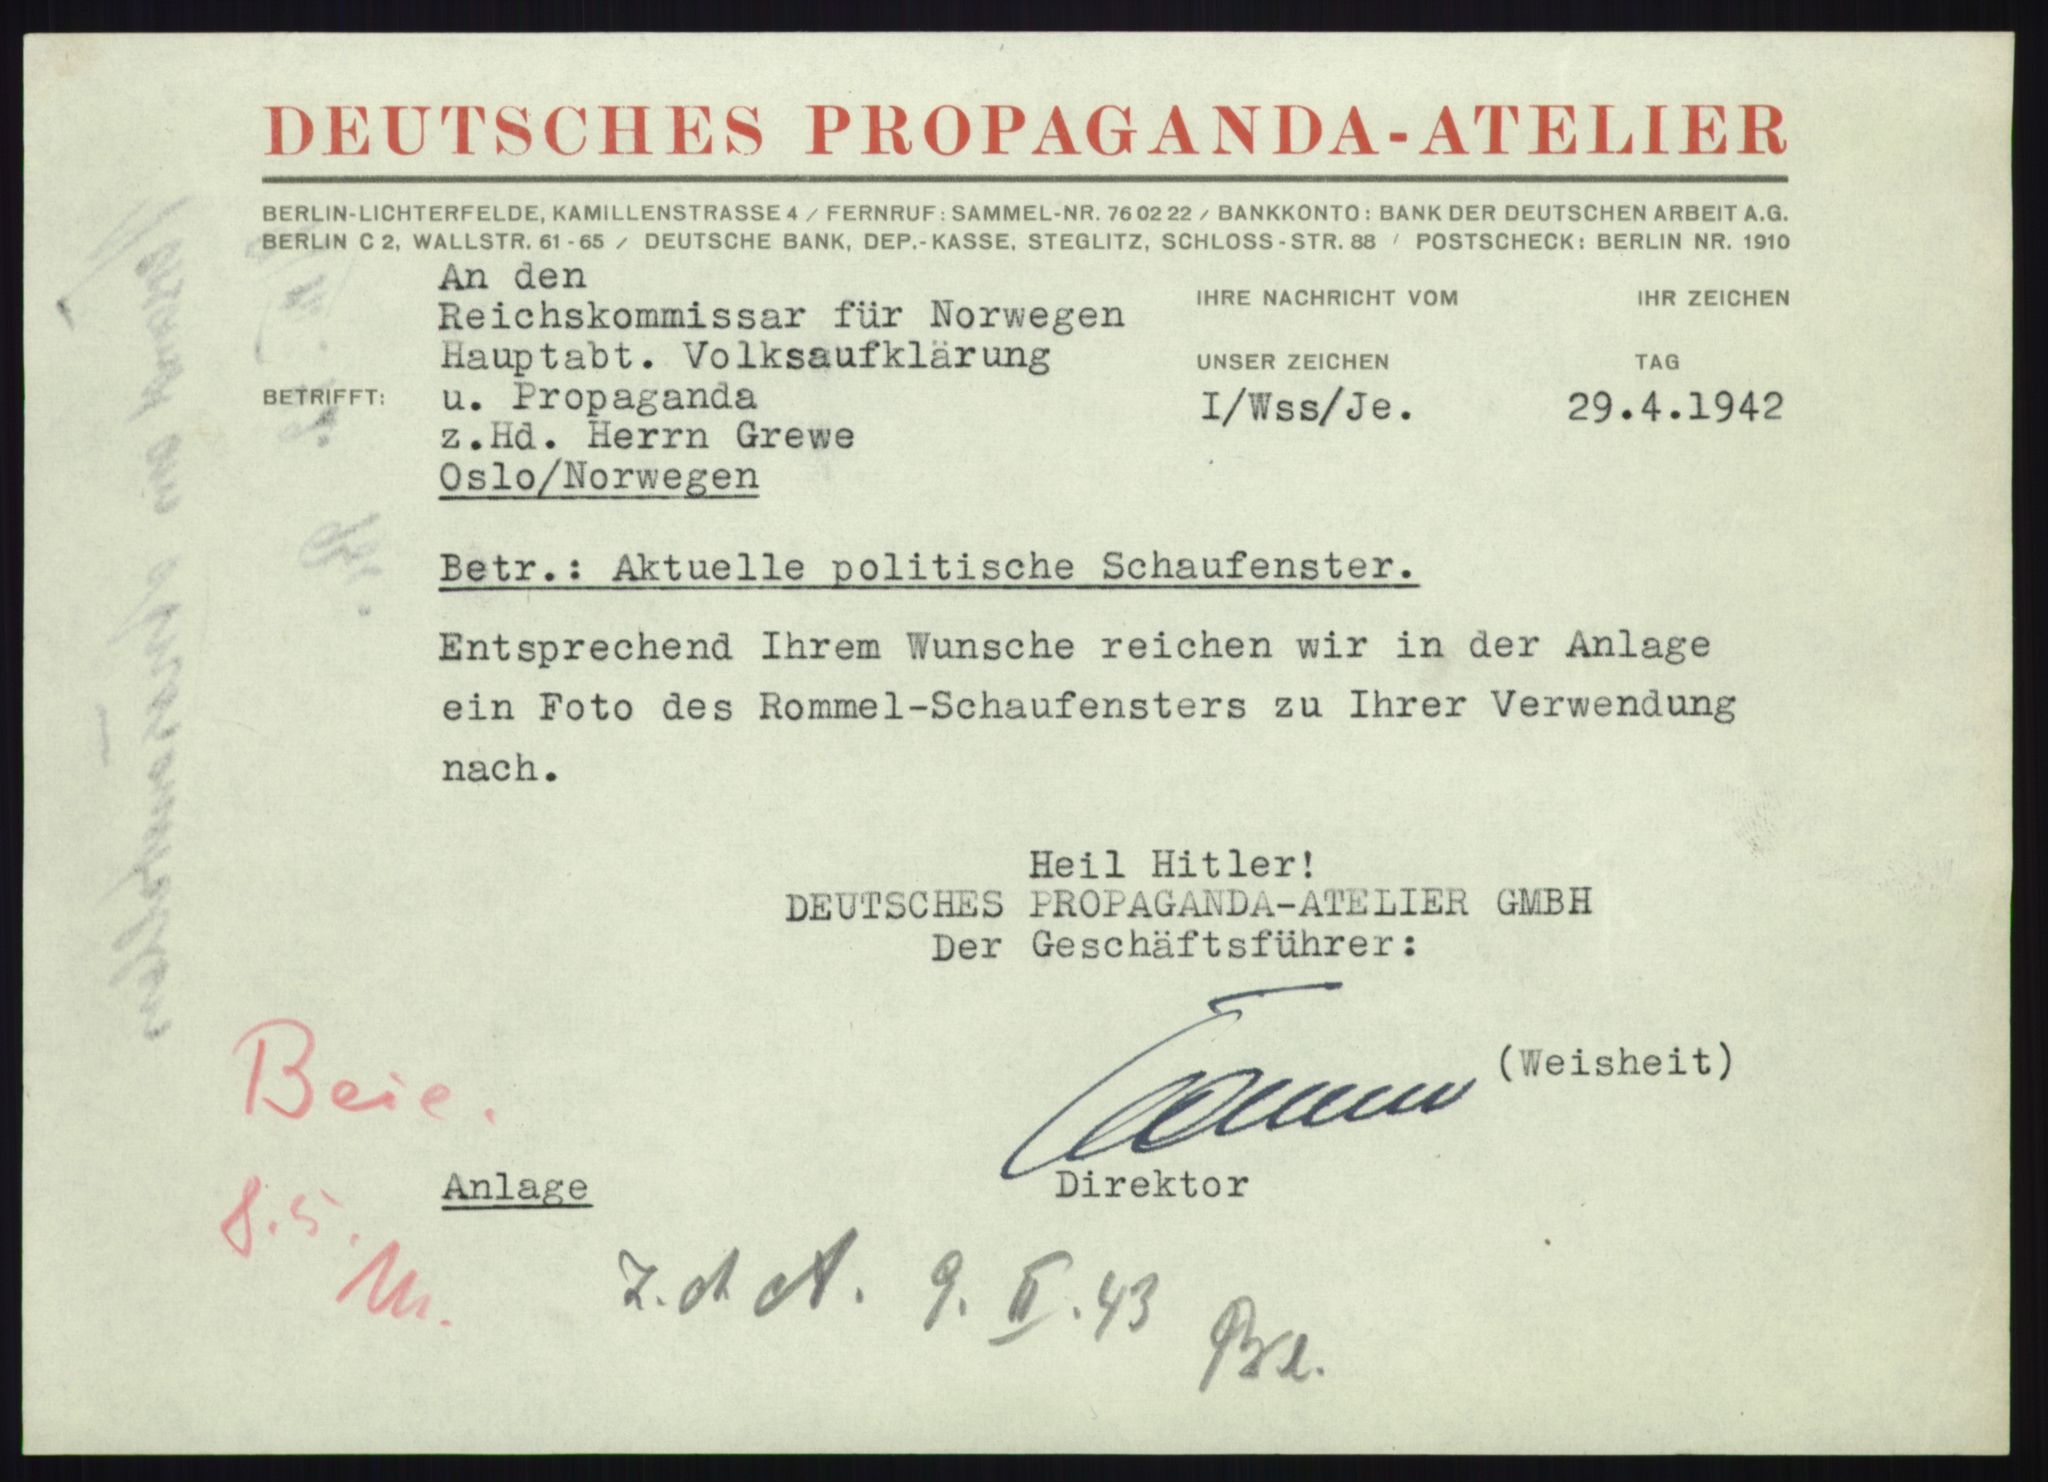 DEUTSCHES PROPAGANDA-ATELIER
BERLIN-LICHTERFELDE, KAMILLENSTRASSE 4 / FERNRUF: SAMMEL-NR. 76 02 22 / BANKKONTO: BANK DER DEUTSCHEN ARBEIT A.G.
BERLIN C 2, WALLSTR. 61-65 / DEUTSCHE BANK, DEP.-KASSE, STEGLITZ, SCHLOSS-STR. 88 / POSTSCHECK: BERLIN NR. 1910
An den
Reichskommissar für Norwegen
Hauptabt. Volksaufklärung
BETRIFFT: u. Propaganda
z.Hd. Herrn Grewe
Oslo/Norwegen
IHRE NACHRICHT VOM IHR ZEICHEN
UNSER ZEICHEN TAG
I/Wss/Je. 29.4.1942
Betr.: Aktuelle politische Schaufenster.
Entsprechend Ihrem Wunsche reichen wir in der Anlage
ein Foto des Rommel-Schaufensters zu Ihrer Verwendung
nach.
Heil Hitler!
DEUTSCHES PROPAGANDA-ATELIER GMBH
Der Geschäftsführer:
(Weisheit)
Direktor
Anlage
Beie.
8.5.
Z.d.A. 9.II.43